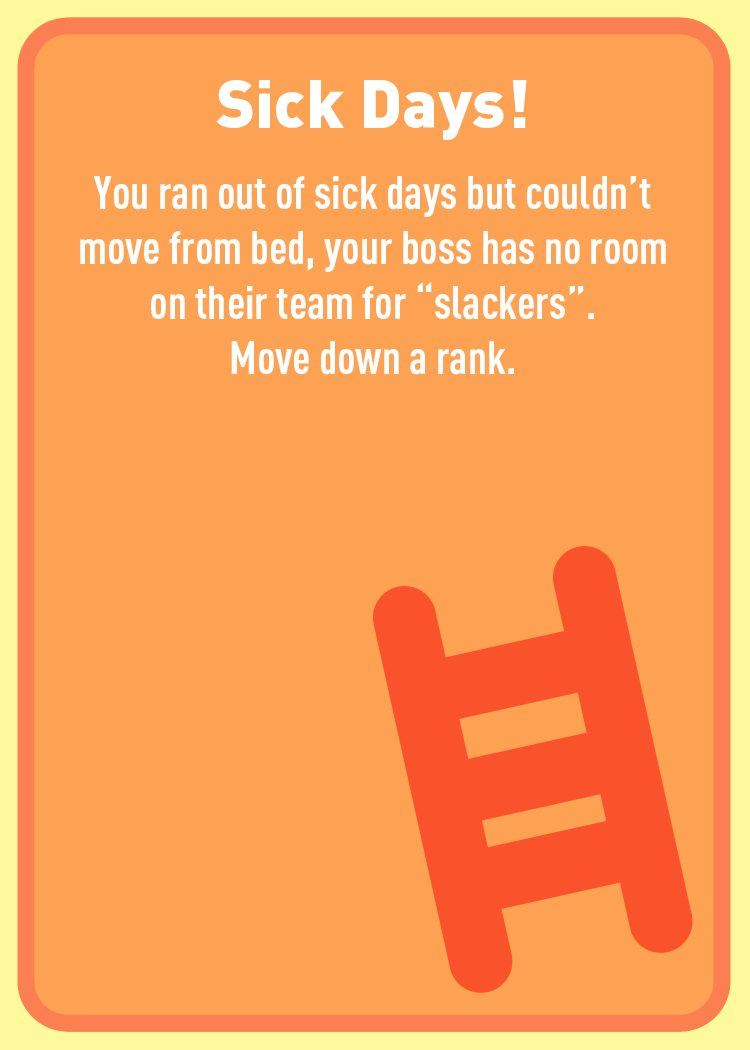 Sick Days!
You ran out of sick days but couldn’t
move from bed, your boss has no room
on their team for “slackers”.
Move down a rank.